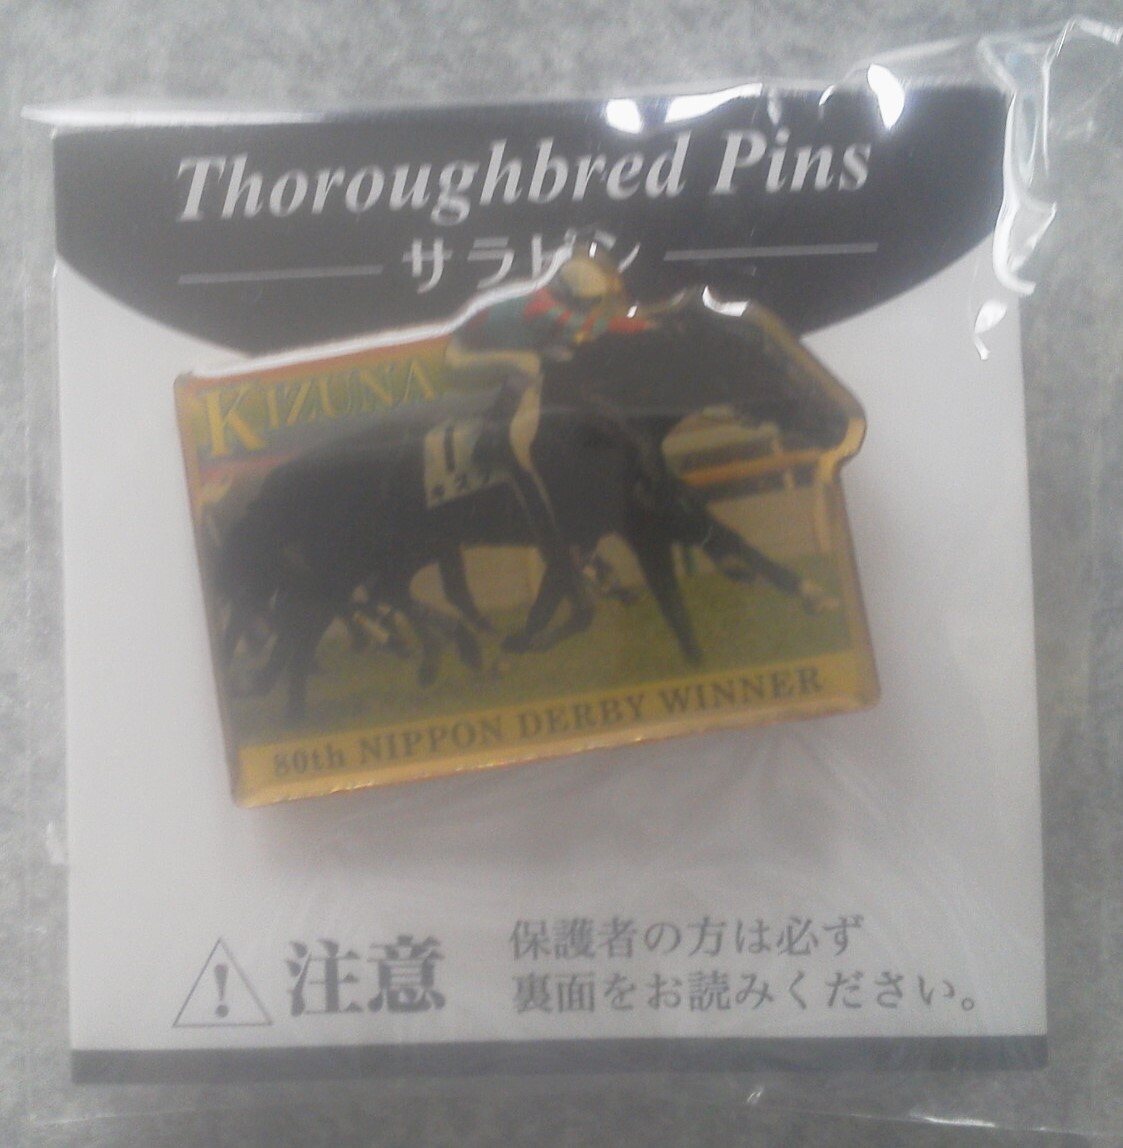 Thoroughbred Pins
サラピン
KIZUNA
80th NIPPON DERBY WINNER
注意
保護者の方は必ず
裏面をお読みください。